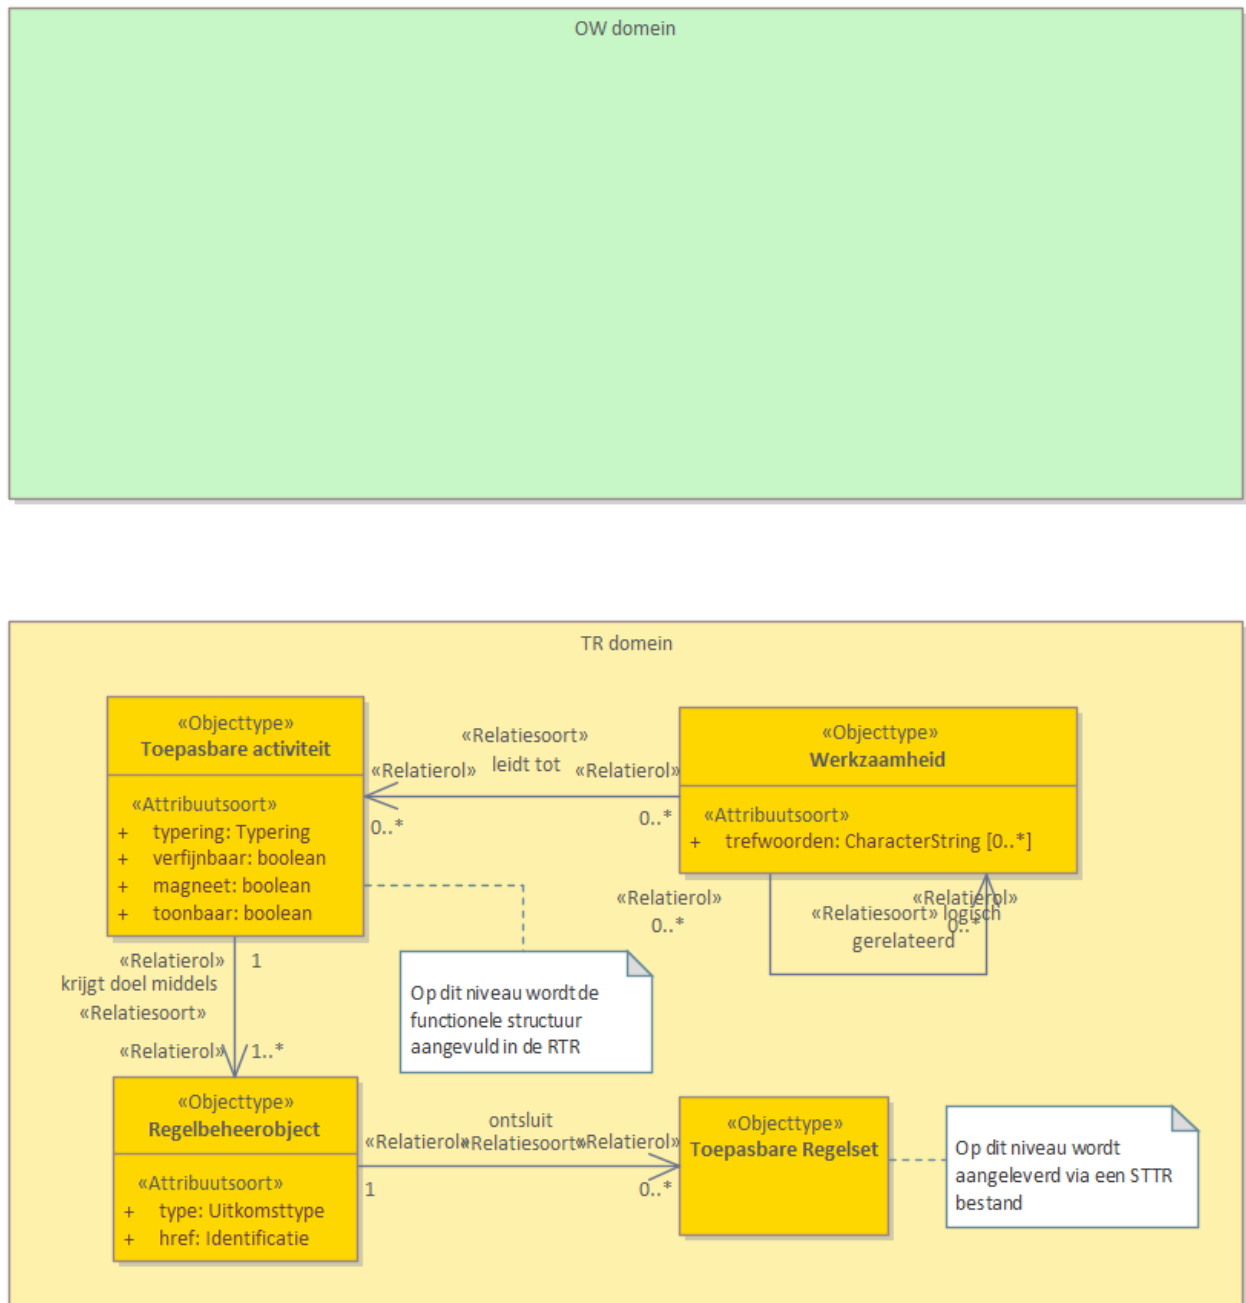 OW domein
TR domein
«Objecttype»
Toepasbare activiteit
«Attribuutsoort»
+ typering: Typering
+ verfijnbaar: boolean
+ magneet: boolean
+ toonbaar: boolean
«Relatiesoort»
leidt tot
«Relatierol»
«Relatierol»
0..*
0..*
«Objecttype»
Werkzaamheid
«Attribuutsoort»
+ trefwoorden: CharacterString [0..*]
«Relatierol»
0..*
«Relatierol»
0..*
«Relatiesoort» logisch
gerelateerd
«Relatierol» 1
krijgt doel middels
«Relatiesoort»
«Relatierol» 1..*
Op dit niveau wordt de
functionele structuur
aangevuld in de RTR
«Objecttype»
Regelbeheerobject
«Attribuutsoort»
+ type: Uitkomsttype
+ href: Identificatie
ontsluit
«Relatierol» «Relatiesoort» «Relatierol»
1
0..*
«Objecttype»
Toepasbare Regelset
Op dit niveau wordt
aangeleverd via een STTR
bestand